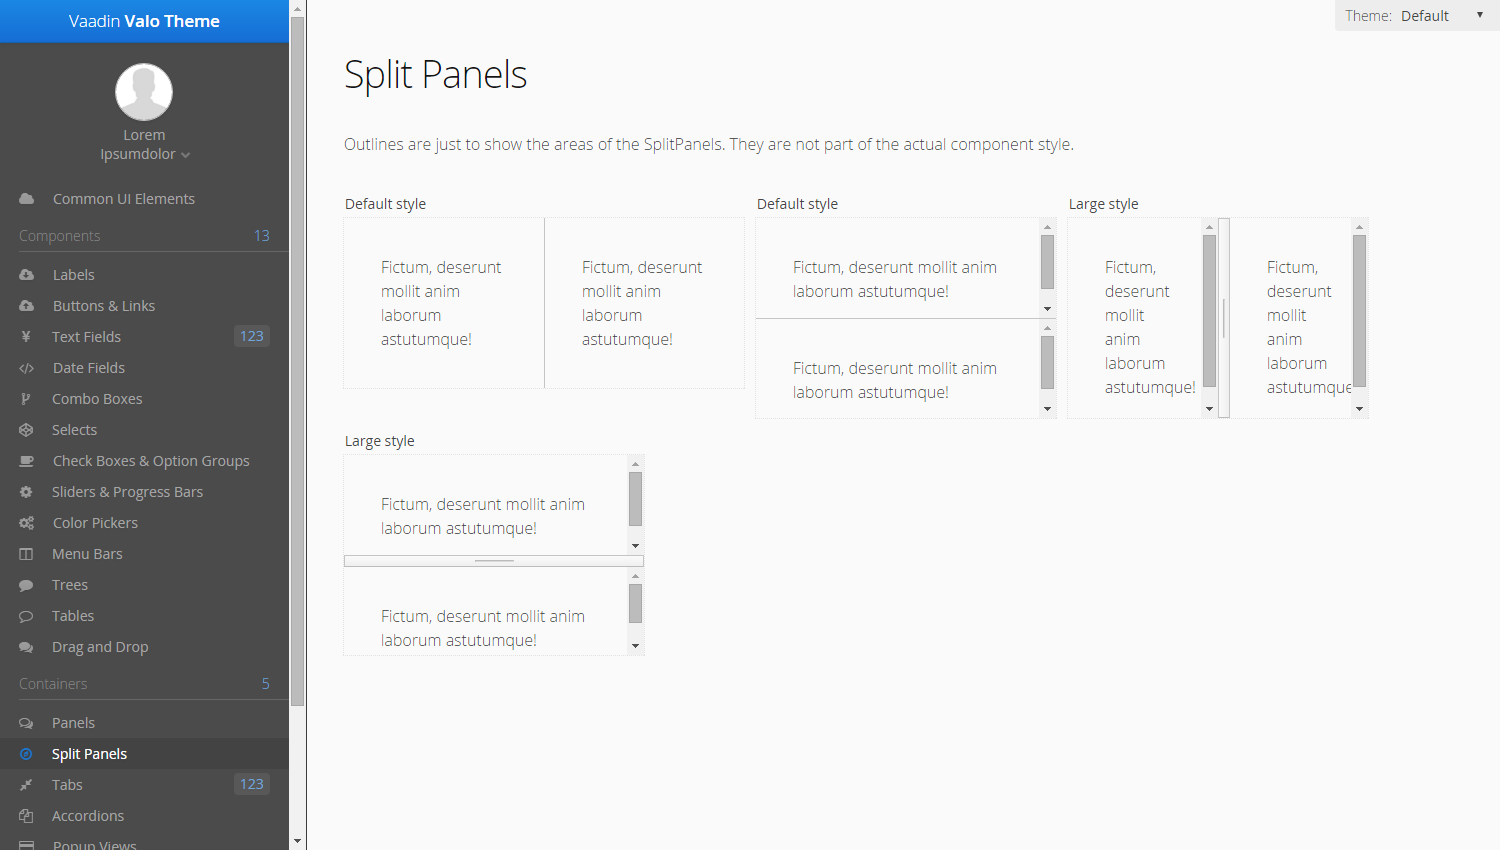 Vaadin Valo Theme
Lorem
Ipsumdolor
Common UI Elements
Components 13
Labels
Buttons & Links
Text Fields 123
Date Fields
Combo Boxes
Selects
Check Boxes & Option Groups
Sliders & Progress Bars
Color Pickers
Menu Bars
Trees
Tables
Drag and Drop
Containers 5
Panels
Split Panels
Tabs 123
Accordions
Popup Views
Theme: Default
Split Panels
Outlines are just to show the areas of the SplitPanels. They are not part of the actual component style.
Default style
Fictum, deserunt
mollit anim
laborum
astutumque!
Fictum, deserunt
mollit anim
laborum
astutumque!
Default style
Fictum, deserunt mollit anim
laborum astutumque!
Fictum, deserunt mollit anim
laborum astutumque!
Large style
Fictum,
deserunt
mollit
anim
laborum
astutumque!
Fictum,
deserunt
mollit
anim
laborum
astutumque
Large style
Fictum, deserunt mollit anim
laborum astutumque!
Fictum, deserunt mollit anim
laborum astutumque!